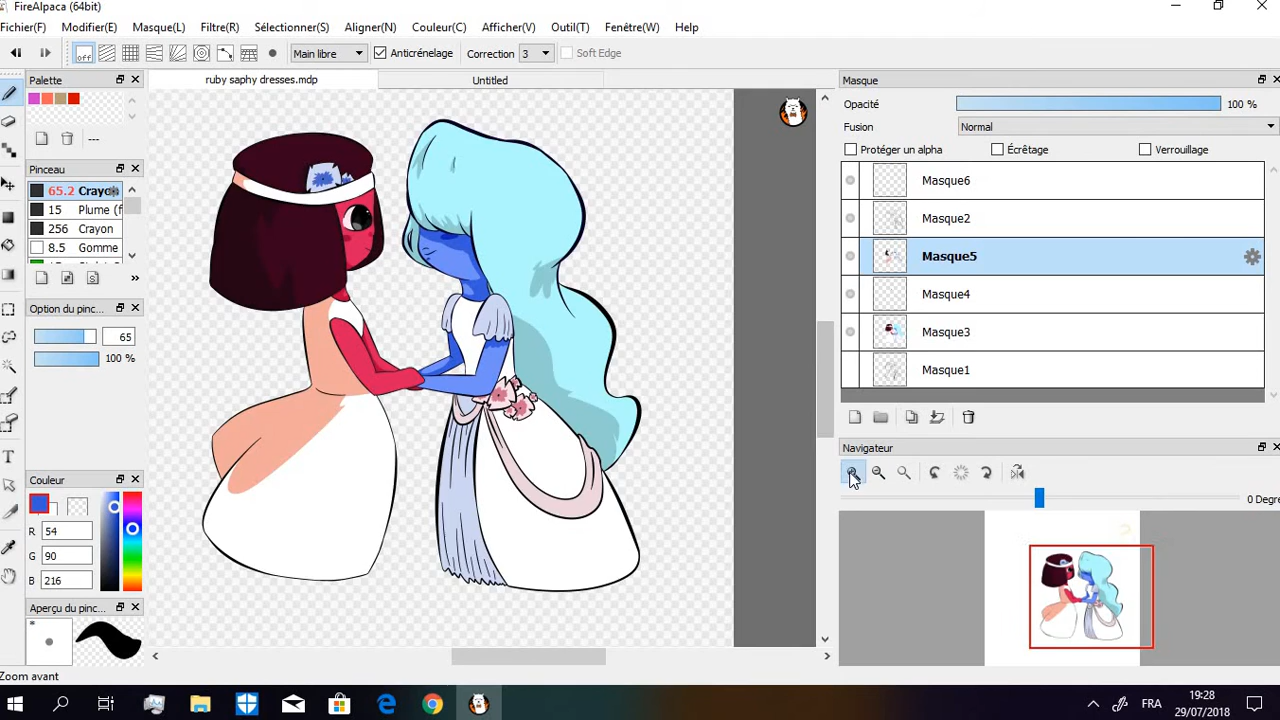 FireAlpaca (64bit)
Fichier(F) Modifier(E) Masque(L) Filtre(R) Sélectionner(S) Aligner(N) Couleur(C) Afficher(V) Outil(T) Fenêtre(W) Help
off Main libre Anticrénelage Correction 3 Soft Edge
Palette
ruby saphy dresses.mdp Untitled
Masque
Opacité 100 %
Fusion Normal
Protéger un alpha Écrêtage Verrouillage
---
Pinceau
65.2 Crayo
15 Plume (f
256 Crayon
8.5 Gomme
Masque6
Masque2
Masque5
Masque4
Masque3
Masque1
Option du pinc...
65
100 %
Navigateur
0 Degre
Couleur
R 54
G 90
B 216
Aperçu du pinc...
*
Zoom avant
FRA
19:28
29/07/2018